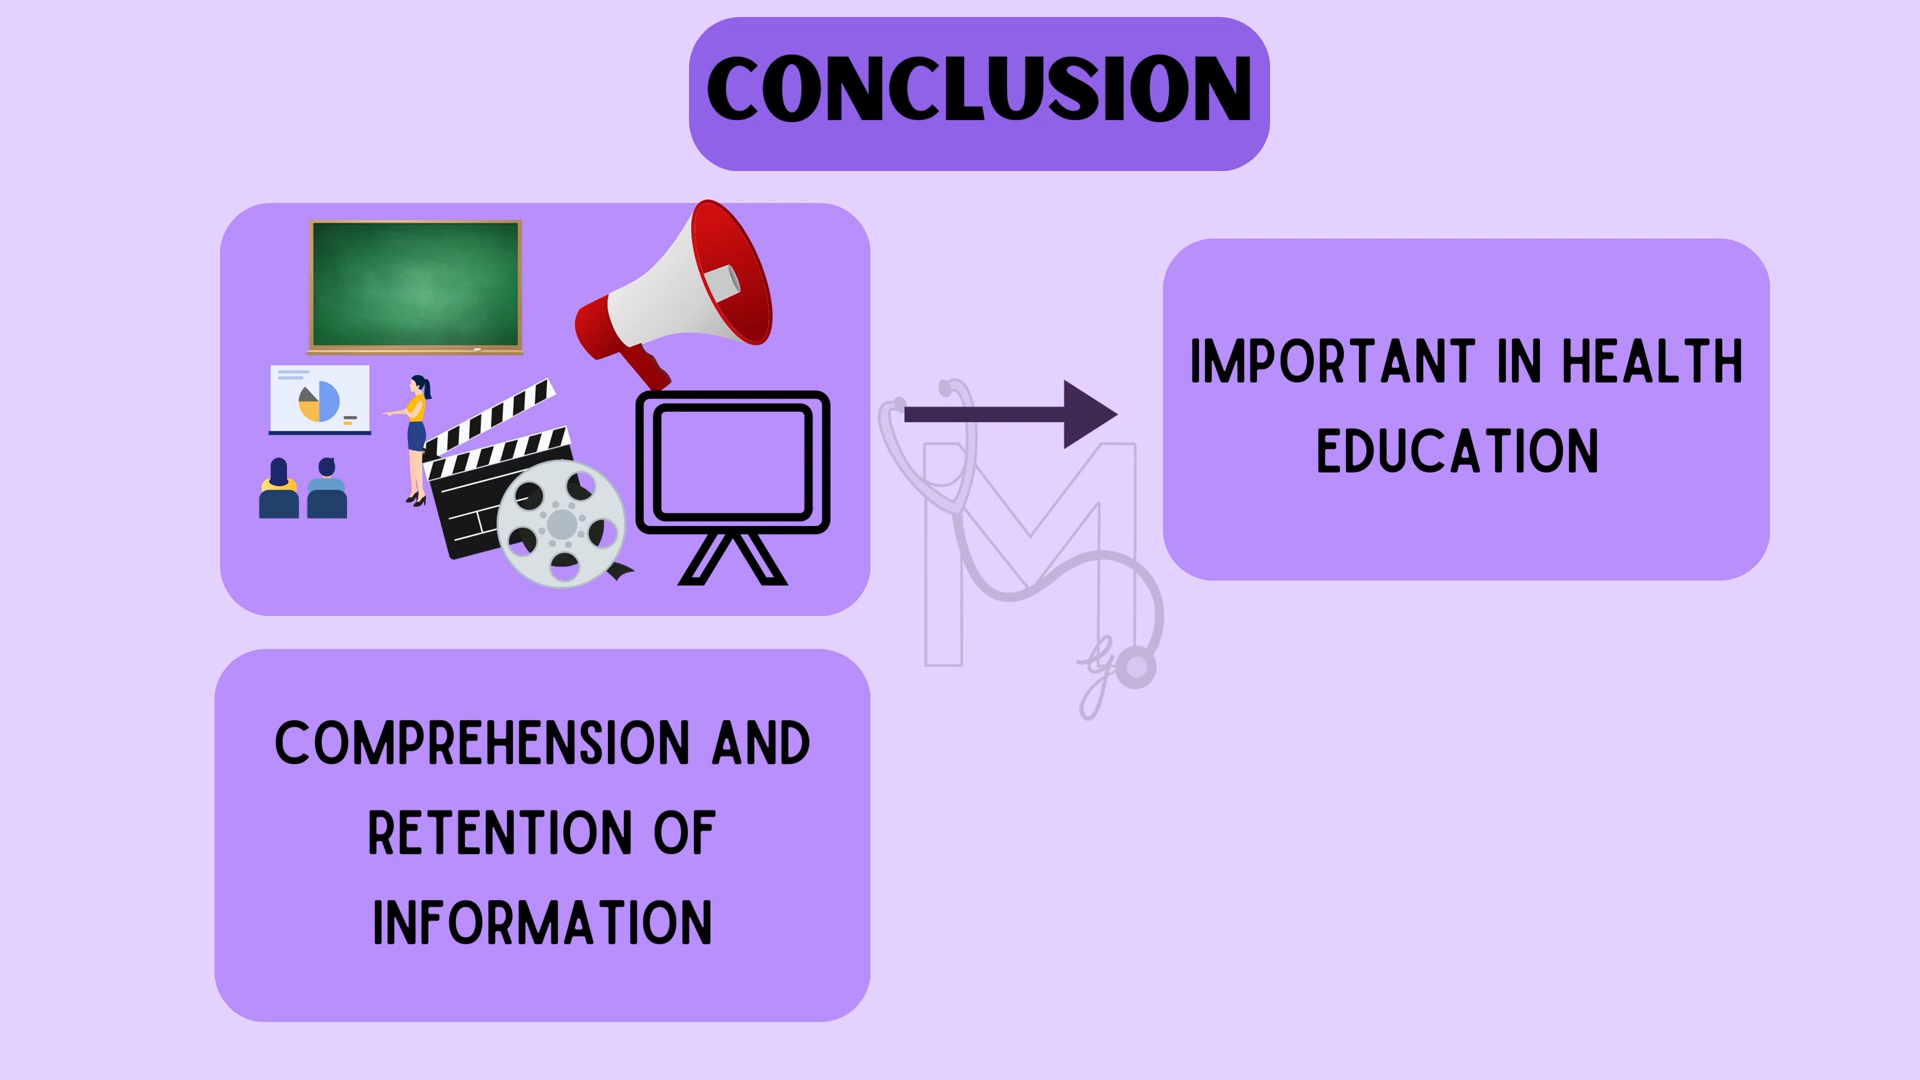 CONCLUSION
IMPORTANT IN HEALTH
EDUCATION
COMPREHENSION AND
RETENTION OF
INFORMATION
M